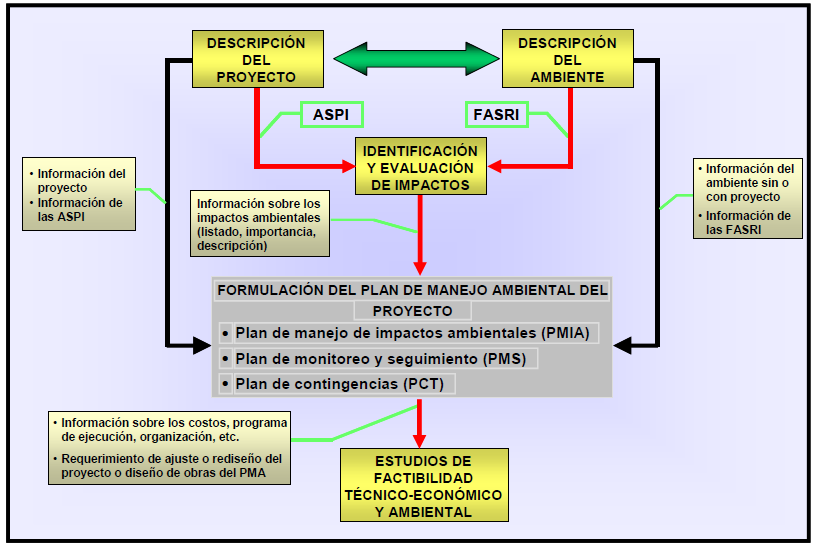 DESCRIPCIÓN
DEL
PROYECTO
DESCRIPCIÓN
DEL
AMBIENTE
ASPI
FASRI
IDENTIFICACIÓN
Y EVALUACIÓN
DE IMPACTOS
• Información del
proyecto
• Información de
las ASPI
Información sobre los
impactos ambientales
(listado, importancia,
descripción)
• Información del
ambiente sin o
con proyecto
• Información de
las FASRI
FORMULACIÓN DEL PLAN DE MANEJO AMBIENTAL DEL
PROYECTO
• Plan de manejo de impactos ambientales (PMIA)
• Plan de monitoreo y seguimiento (PMS)
• Plan de contingencias (PCT)
• Información sobre los costos, programa
de ejecución, organización, etc.
• Requerimiento de ajuste o rediseño del
proyecto o diseño de obras del PMA
ESTUDIOS DE
FACTIBILIDAD
TÉCNICO-ECONÓMICO
Y AMBIENTAL